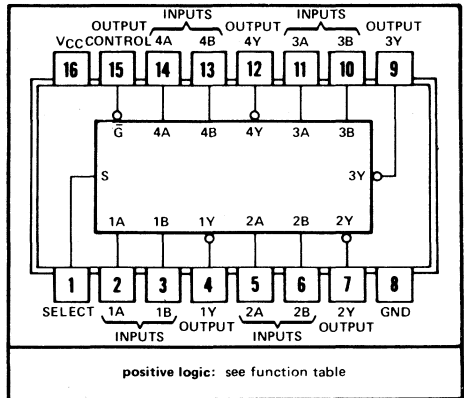 INPUTS INPUTS
OUTPUT OUTPUT OUTPUT
VCC CONTROL 4A 4B 4Y 3A 3B 3Y
16 15 14 13 12 11 10 9
G̅ 4A 4B 4Y 3A 3B
S 3Y
1A 1B 1Y 2A 2B 2Y
1 2 3 4 5 6 7 8
SELECT 1A 1B 1Y 2A 2B 2Y GND
OUTPUT OUTPUT
INPUTS INPUTS
positive logic: see function table